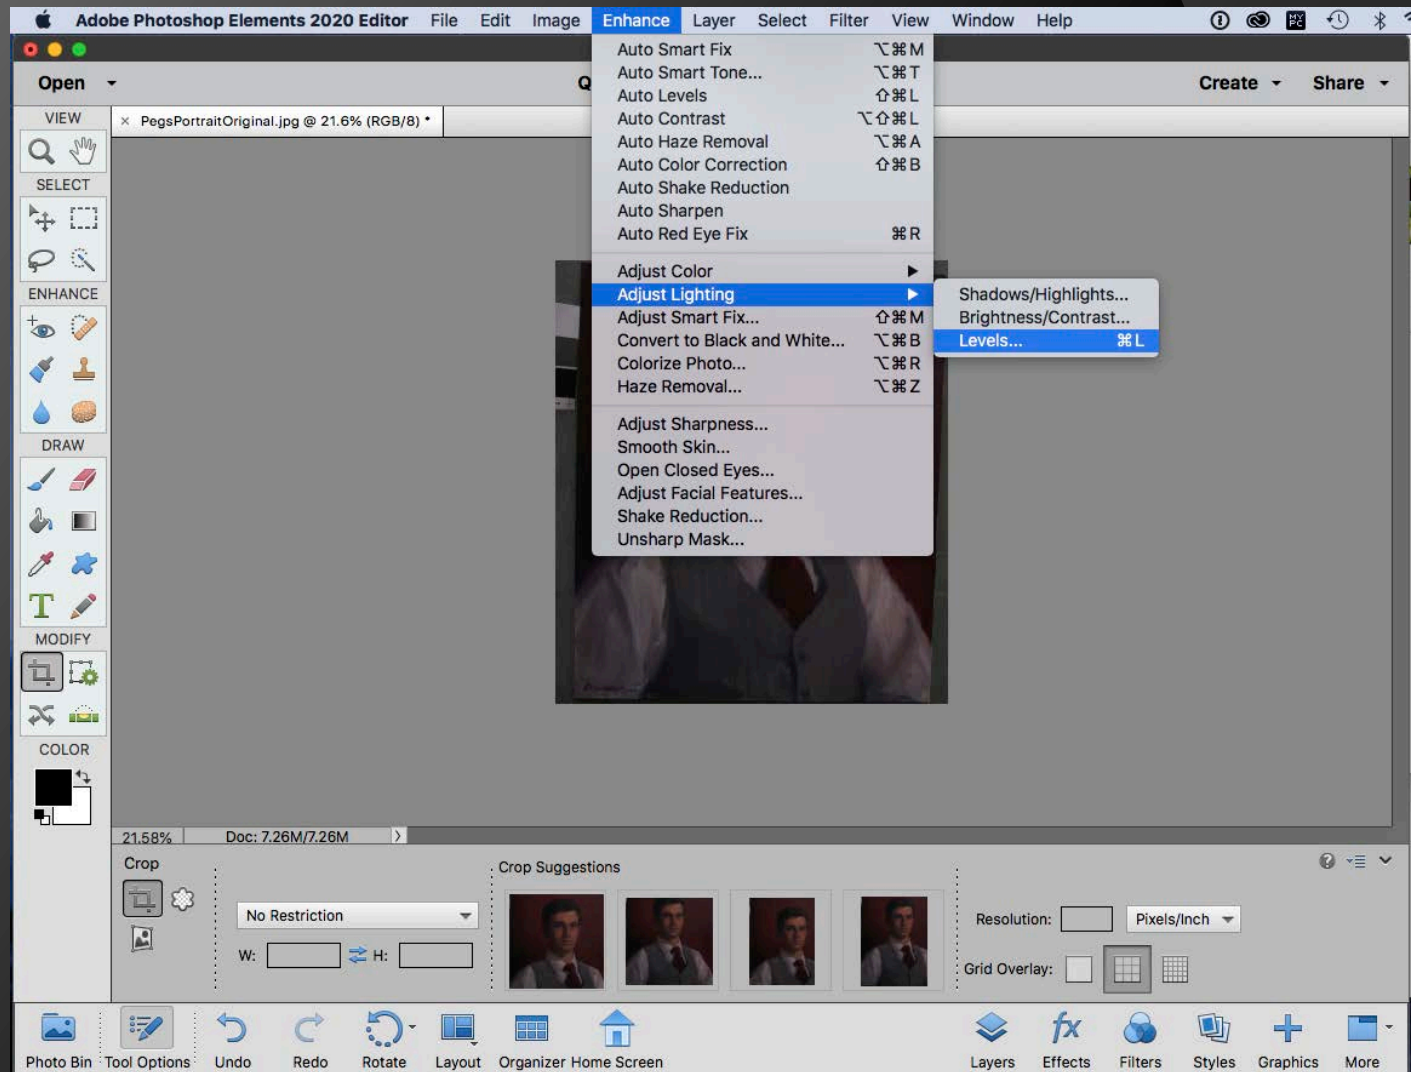 Adobe Photoshop Elements 2020 Editor File Edit Image Enhance Layer Select Filter View Window Help
Open
Q
Create
Share
× PegsPortraitOriginal.jpg @ 21.6% (RGB/8) *
VIEW
SELECT
ENHANCE
DRAW
T
MODIFY
COLOR
Auto Smart Fix ⌥⌘M
Auto Smart Tone... ⌥⌘T
Auto Levels ⇧⌘L
Auto Contrast ⌥⇧⌘L
Auto Haze Removal ⌥⌘A
Auto Color Correction ⇧⌘B
Auto Shake Reduction
Auto Sharpen
Auto Red Eye Fix ⌘R
Adjust Color
Adjust Lighting
Adjust Smart Fix... ⇧⌘M
Convert to Black and White... ⌥⌘B
Colorize Photo... ⌥⌘R
Haze Removal... ⌥⌘Z
Adjust Sharpness...
Smooth Skin...
Open Closed Eyes...
Adjust Facial Features...
Shake Reduction...
Unsharp Mask...
Shadows/Highlights...
Brightness/Contrast...
Levels... ⌘L
21.58% Doc: 7.26M/7.26M
Crop
No Restriction
W: H:
Crop Suggestions
Resolution: Pixels/Inch
Grid Overlay:
Photo Bin Tool Options Undo Redo Rotate Layout Organizer Home Screen
fx
Layers Effects Filters Styles Graphics More